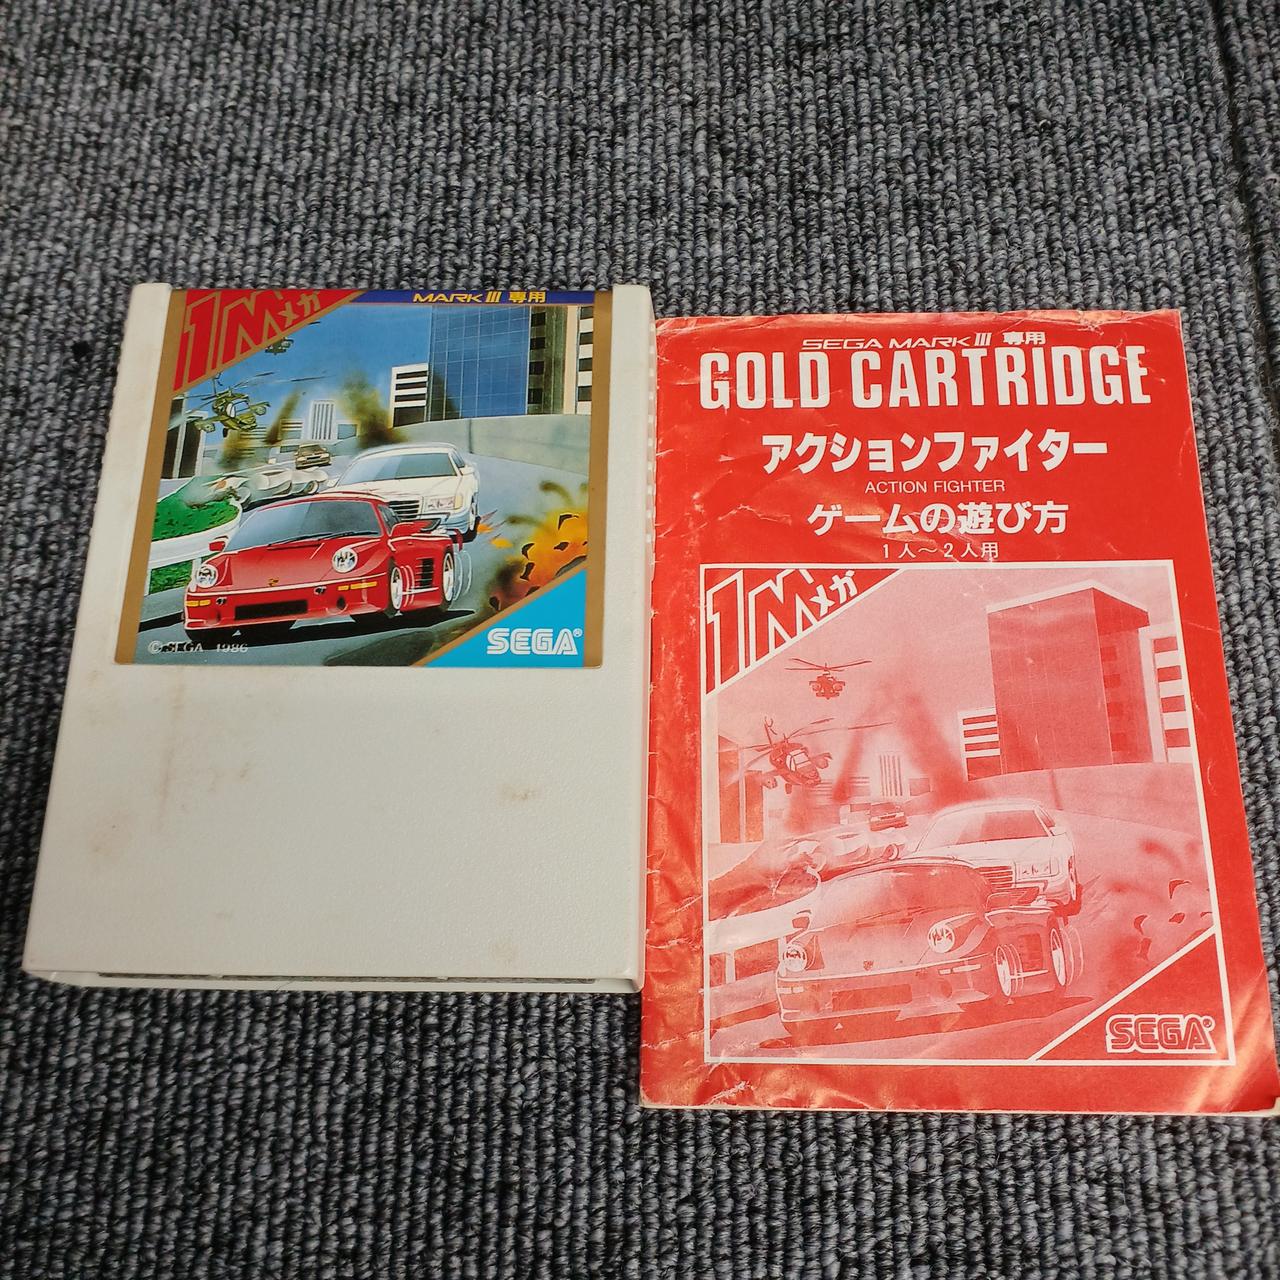 1Mメガ
MARK III 専用
© SEGA 1986
SEGA®
SEGA MARK III 専用
GOLD CARTRIDGE
アクションファイター
ACTION FIGHTER
ゲームの遊び方
1人～2人用
1Mメガ
SEGA®